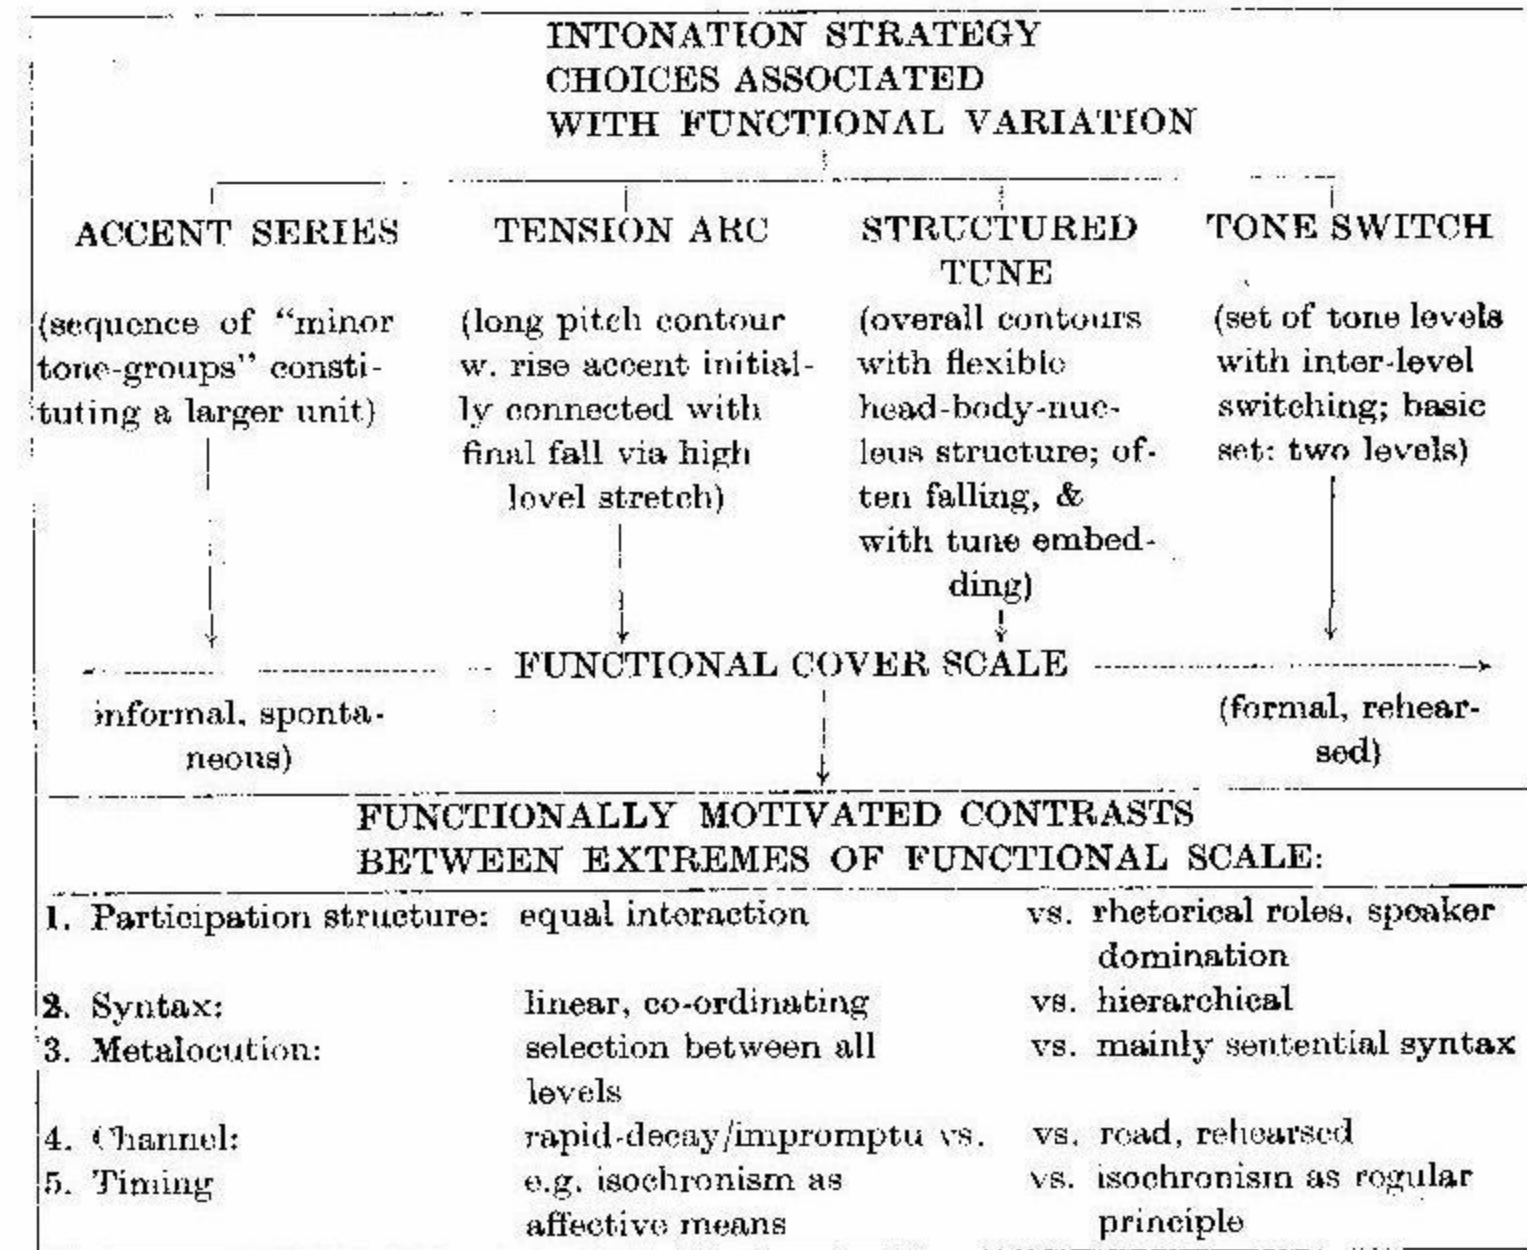 INTONATION STRATEGY
CHOICES ASSOCIATED
WITH FUNCTIONAL VARIATION
ACCENT SERIES
(sequence of “minor
tone-groups” consti-
tuting a larger unit)
TENSION ARC
(long pitch contour
w. rise accent initial-
ly connected with
final fall via high
level stretch)
STRUCTURED
TUNE
(overall contours
with flexible
head-body-nuc-
leus structure; of-
ten falling, &
with tune embed-
ding)
TONE SWITCH
(set of tone levels
with inter-level
switching; basic
set: two levels)
FUNCTIONAL COVER SCALE
informal, sponta-
neous)
(formal, rehear-
sed)
FUNCTIONALLY MOTIVATED CONTRASTS
BETWEEN EXTREMES OF FUNCTIONAL SCALE:
1. Participation structure: equal interaction vs. rhetorical roles, speaker
domination
2. Syntax: linear, co-ordinating vs. hierarchical
3. Metalocution: selection between all vs. mainly sentential syntax
levels
4. Channel: rapid-decay/impromptu vs. vs. read, rehearsed
5. Timing e.g. isochronism as vs. isochronism as regular
affective means principle